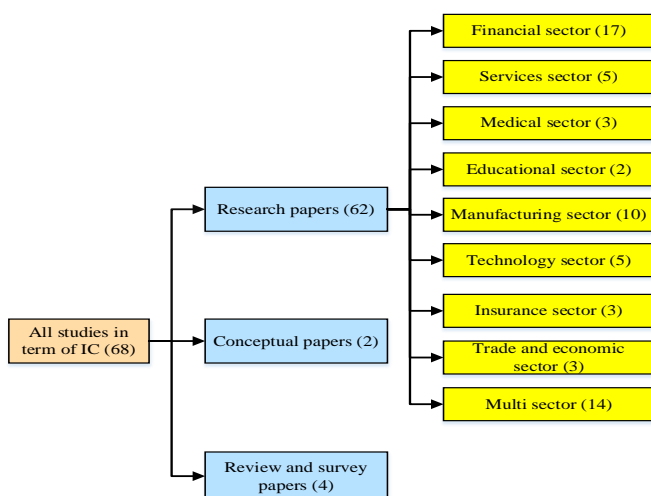 Financial sector (17)
Services sector (5)
Medical sector (3)
Educational sector (2)
Research papers (62)
Manufacturing sector (10)
Technology sector (5)
Insurance sector (3)
All studies in
term of IC (68)
Conceptual papers (2)
Trade and economic
sector (3)
Multi sector (14)
Review and survey
papers (4)